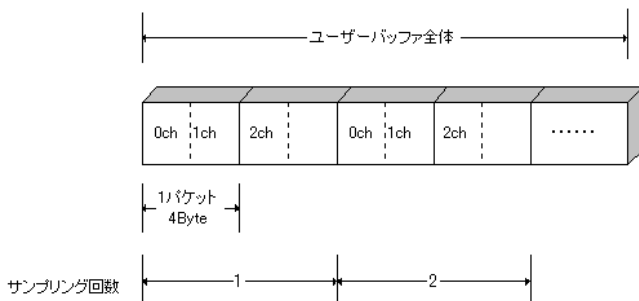 ユーザーバッファ全体
0ch 1ch 2ch 0ch 1ch 2ch ‥‥‥
1パケット
4Byte
サンプリング回数 1 2